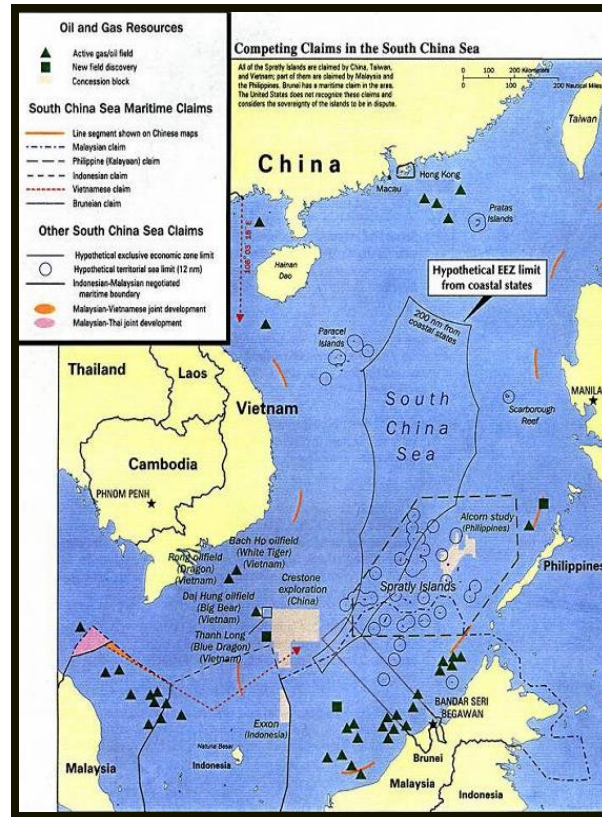 Oil and Gas Resources
Active gas/oil field
New field discovery
Concession block
South China Sea Maritime Claims
Line segment shown on Chinese maps
Malaysian claim
Philippine (Kalayaan) claim
Indonesian claim
Vietnamese claim
Bruneian claim
Other South China Sea Claims
Hypothetical exclusive economic zone limit
Hypothetical territorial sea limit (12 nm)
Indonesian-Malaysian negotiated
maritime boundary
Malaysian-Vietnamese joint development
Malaysian-Thai joint development
Competing Claims in the South China Sea
All of the Spratly Islands are claimed by China, Taiwan,
and Vietnam; part of them are claimed by Malaysia and
the Philippines. Brunei has a maritime claim in the area.
The United States does not recognize these claims and
considers the sovereignty of the islands to be in dispute.
200 Kilometers
200 Nautical Miles
Taiwan
China
Macau
Hong Kong
Pratas
Islands
108° 03' 18" E
Hainan
Dao
Hypothetical EEZ limit
from coastal states
200 nm from
coastal states
Paracel
Islands
Thailand
Laos
Vietnam
South
China
Sea
MANILA
Scarborough
Reef
Cambodia
PHNOM PENH
Alcorn study
(Philippines)
Philippines
Bach Ho oilfield
(White Tiger)
(Vietnam)
Rong oilfield
(Dragon)
(Vietnam)
Crestone
exploration
(China)
Spratly Islands
Dai Hung oilfield
(Big Bear)
(Vietnam)
Thanh Long
(Blue Dragon)
(Vietnam)
BANDAR SERI
BEGAWAN
Exxon
(Indonesia)
Natuna Besar
Malaysia
Indonesia
Brunei
Malaysia
Indonesia